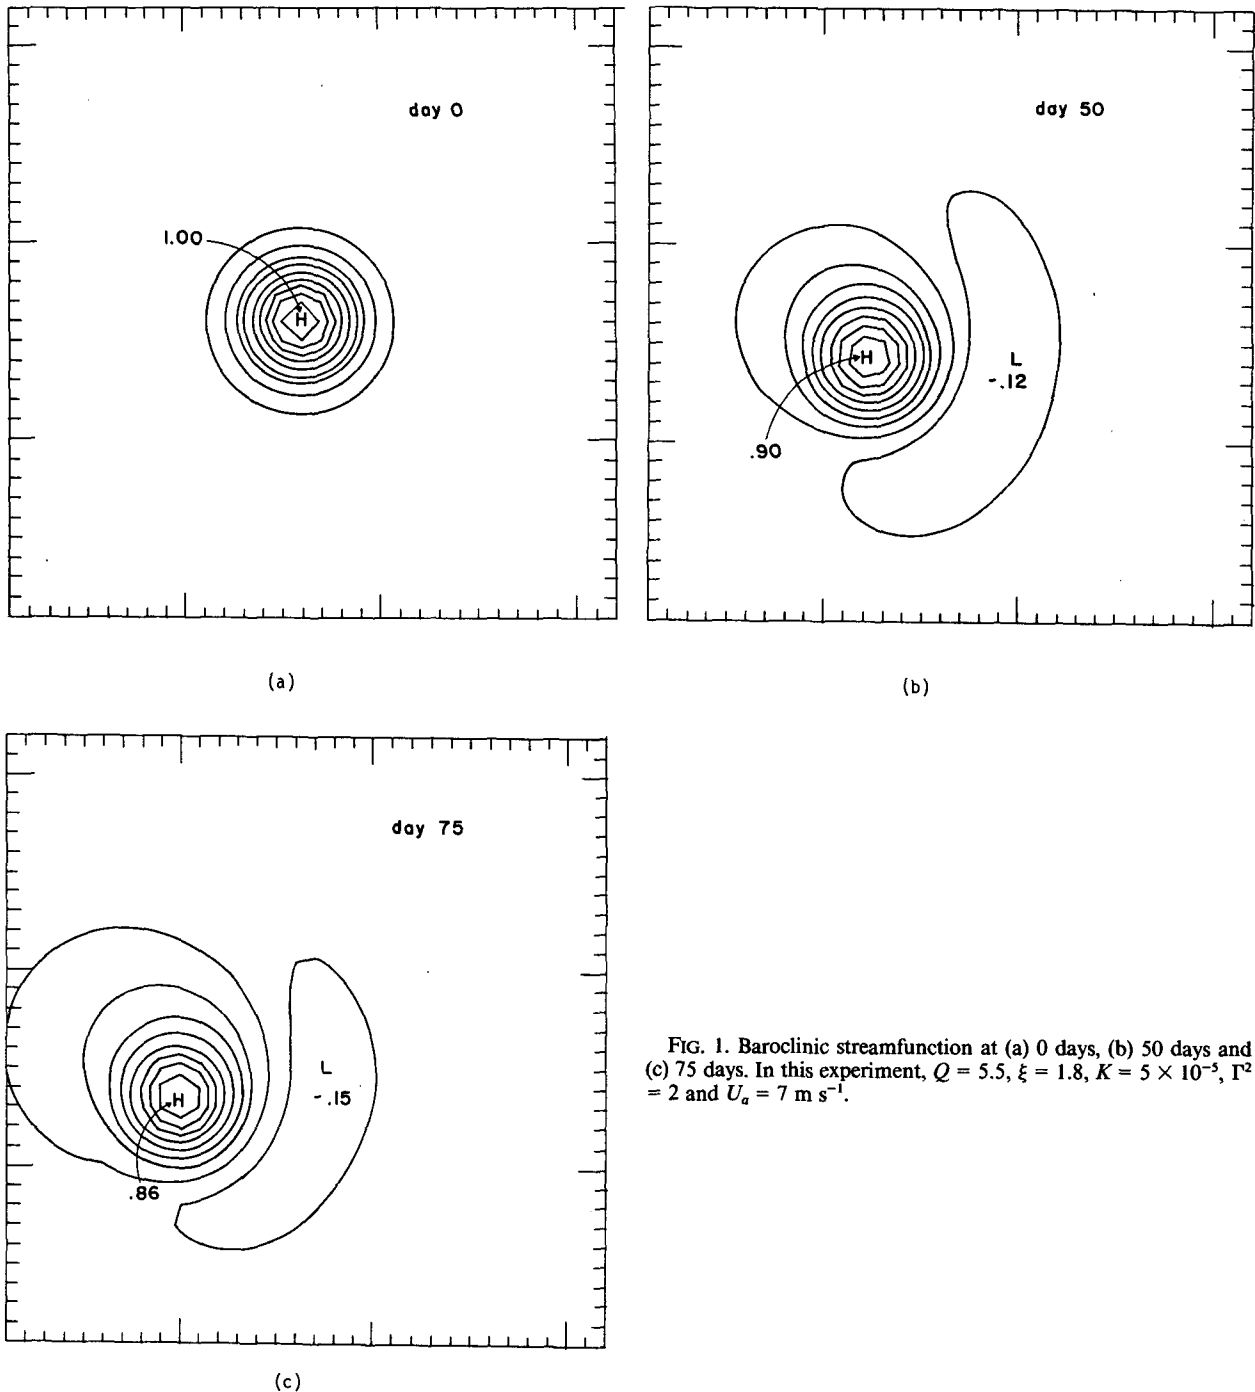 day 0
1.00
H
(a)
day 50
H
L
-.12
.90
(b)
day 75
H
L
-.15
.86
(c)
FIG. 1. Baroclinic streamfunction at (a) 0 days, (b) 50 days and
(c) 75 days. In this experiment, Q = 5.5, ξ = 1.8, K = 5 × 10⁻⁵, Γ²
= 2 and Uₐ = 7 m s⁻¹.